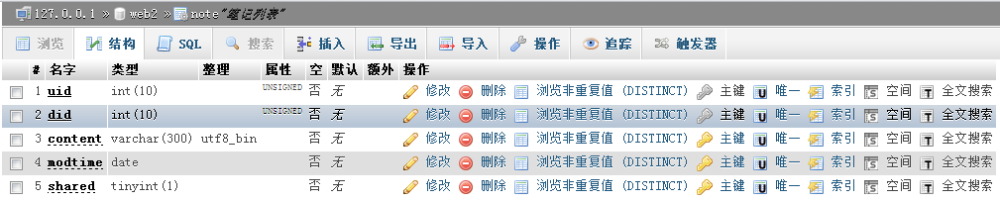 127.0.0.1 » web2 » note "笔记列表"
浏览 结构 SQL 搜索 插入 导出 导入 操作 追踪 触发器
# 名字 类型 整理 属性 空 默认 额外 操作
1 uid int(10) UNSIGNED 否 无 修改 删除 浏览非重复值 (DISTINCT) 主键 U 唯一 索引 S 空间 T 全文搜索
2 did int(10) UNSIGNED 否 无 修改 删除 浏览非重复值 (DISTINCT) 主键 U 唯一 索引 S 空间 T 全文搜索
3 content varchar(300) utf8_bin 否 无 修改 删除 浏览非重复值 (DISTINCT) 主键 U 唯一 索引 S 空间 T 全文搜索
4 modtime date 否 无 修改 删除 浏览非重复值 (DISTINCT) 主键 U 唯一 索引 S 空间 T 全文搜索
5 shared tinyint(1) 否 无 修改 删除 浏览非重复值 (DISTINCT) 主键 U 唯一 索引 S 空间 T 全文搜索